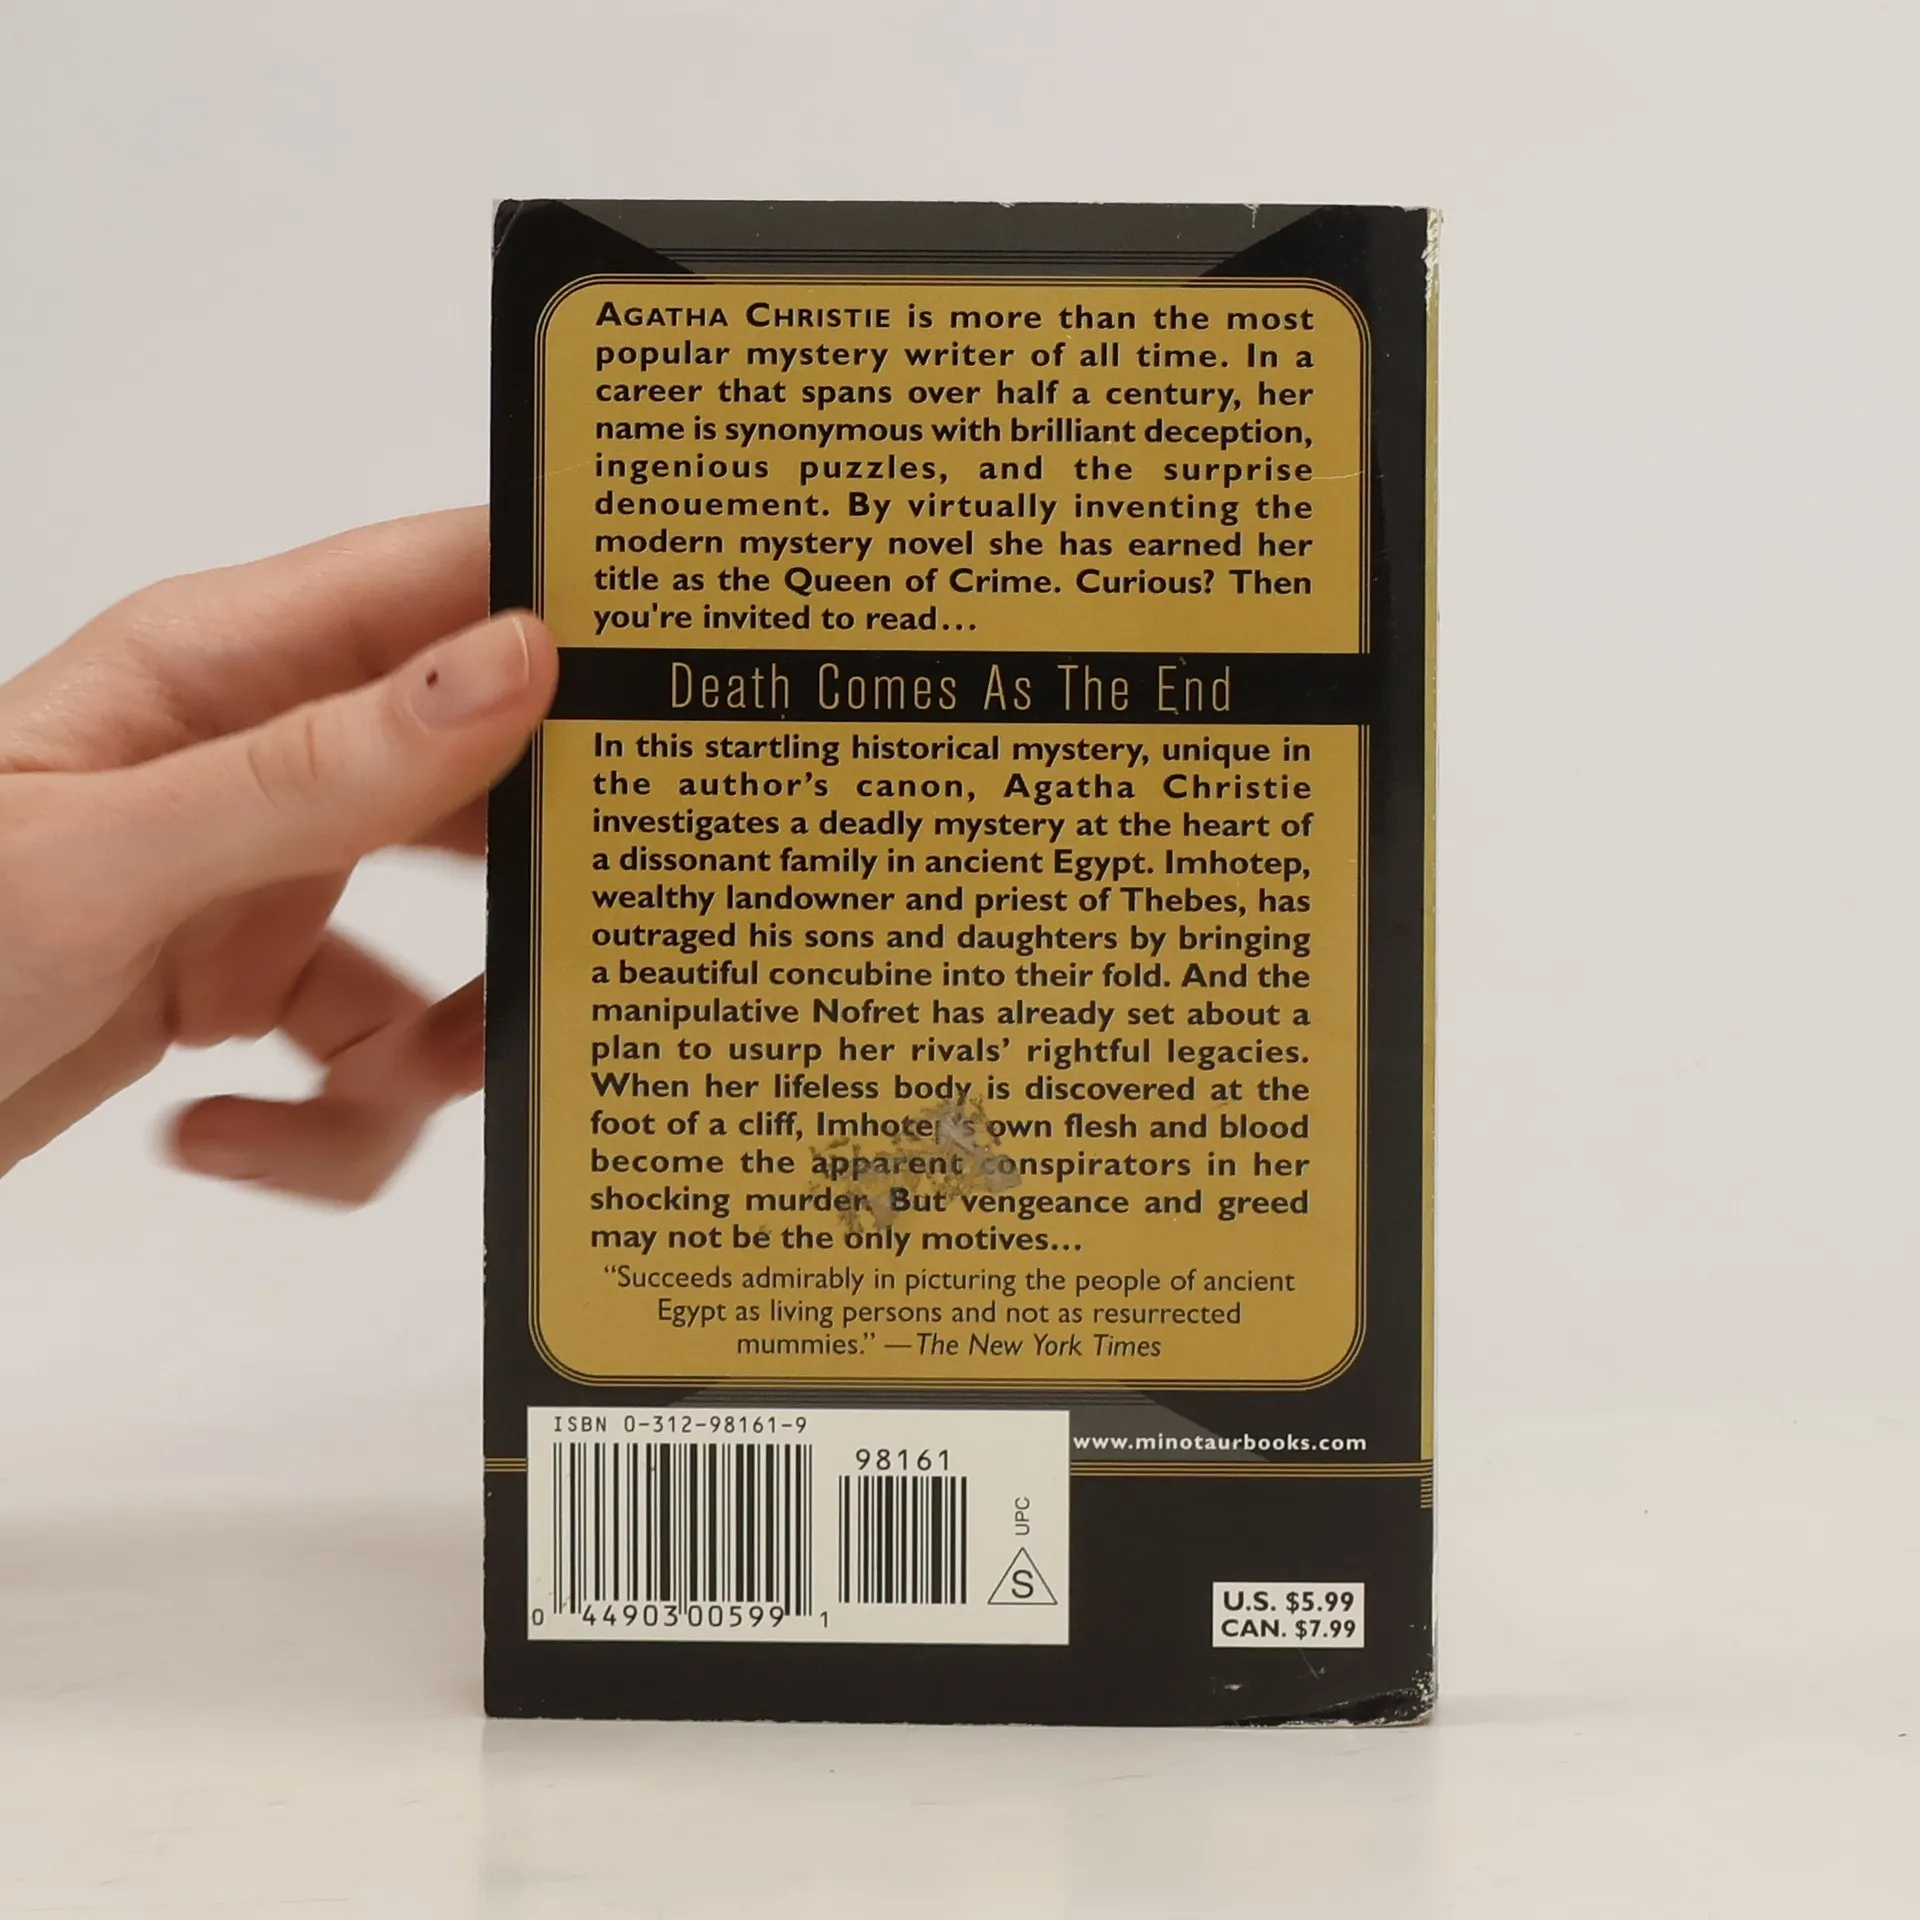 AGATHA CHRISTIE is more than the most
popular mystery writer of all time. In a
career that spans over half a century, her
name is synonymous with brilliant deception,
ingenious puzzles, and the surprise
denouement. By virtually inventing the
modern mystery novel she has earned her
title as the Queen of Crime. Curious? Then
you're invited to read...
Death Comes As The End
In this startling historical mystery, unique in
the author's canon, Agatha Christie
investigates a deadly mystery at the heart of
a dissonant family in ancient Egypt. Imhotep,
wealthy landowner and priest of Thebes, has
outraged his sons and daughters by bringing
a beautiful concubine into their fold. And the
manipulative Nofret has already set about a
plan to usurp her rivals' rightful legacies.
When her lifeless body is discovered at the
foot of a cliff, Imhotep's own flesh and blood
become the apparent conspirators in her
shocking murder. But vengeance and greed
may not be the only motives...
“Succeeds admirably in picturing the people of ancient
Egypt as living persons and not as resurrected
mummies.” —The New York Times
ISBN 0-312-98161-9
98161
UPC
S
0 44903 00599 1
www.minotaurbooks.com
U.S. $5.99
CAN. $7.99